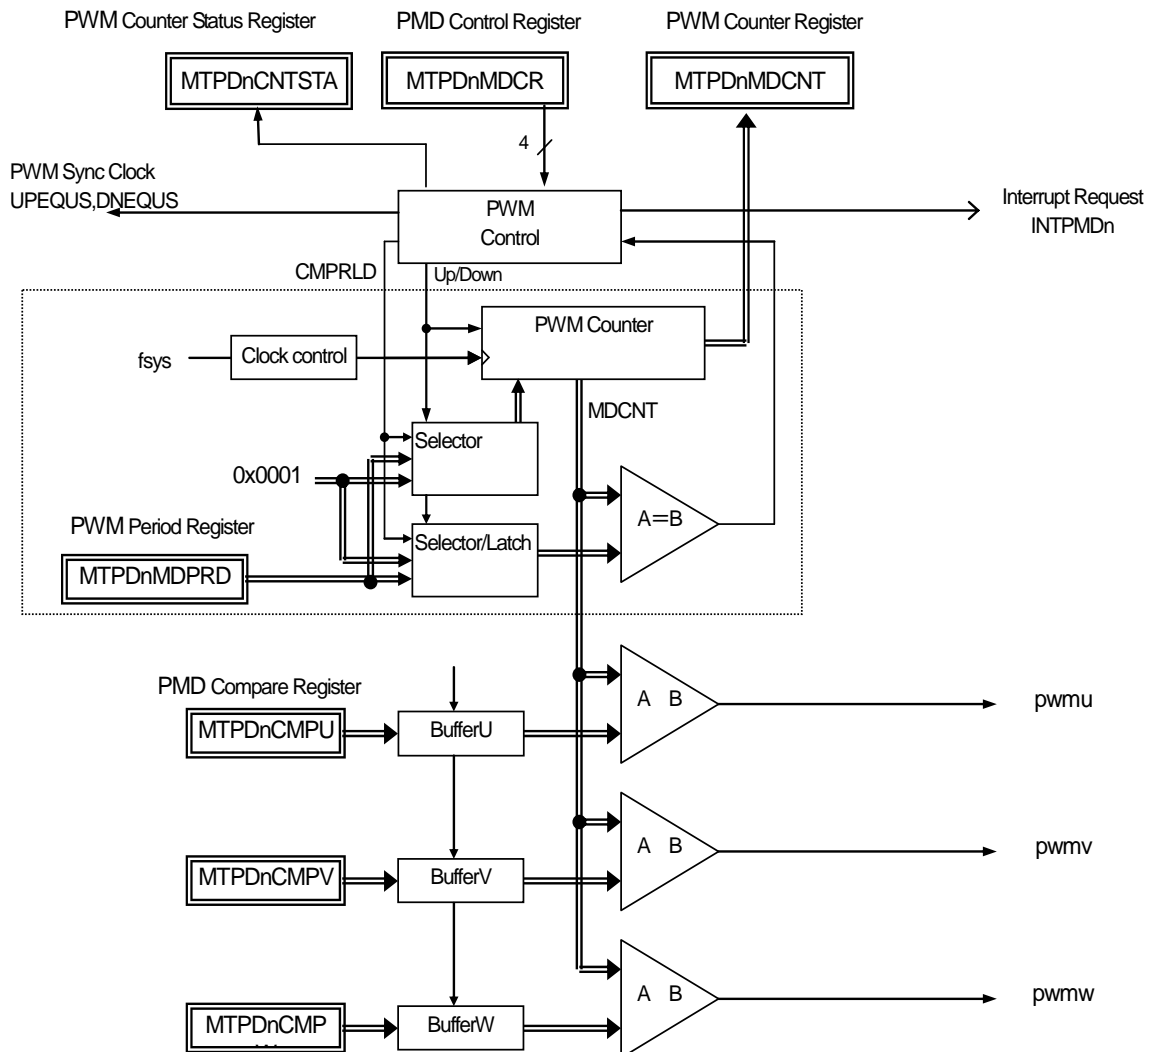 PWM Counter Status Register
PMD Control Register
PWM Counter Register
MTPDnCNTSTA
MTPDnMDCR
MTPDnMDCNT
4
PWM Sync Clock
UPEQUS,DNEQUS
PWM
Control
Interrupt Request
INTPMDn
CMPRLD
Up/Down
PWM Counter
fsys
Clock control
MDCNT
Selector
0x0001
A=B
PWM Period Register
Selector/Latch
MTPDnMDPRD
PMD Compare Register
MTPDnCMPU
BufferU
A B
pwmu
MTPDnCMPV
BufferV
A B
pwmv
MTPDnCMP
BufferW
A B
pwmw